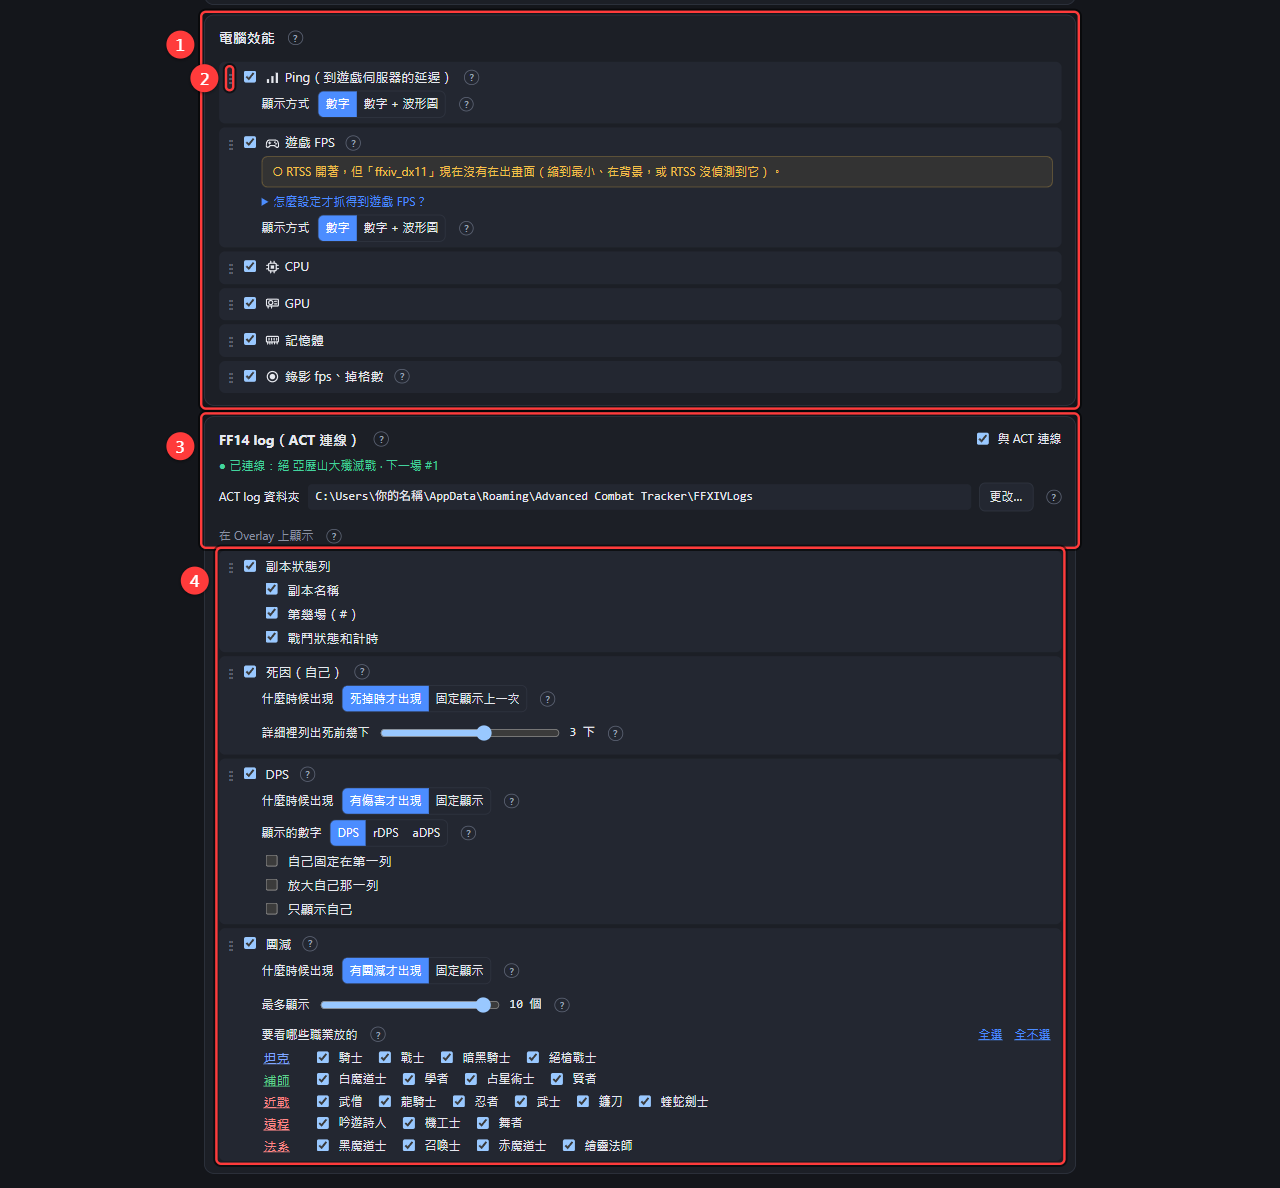 1
電腦效能 ?
2
Ping（到遊戲伺服器的延遲） ?
顯示方式 數字 數字 + 波形圖 ?
遊戲 FPS ?
RTSS 開著，但「ffxiv_dx11」現在沒有在出畫面（縮到最小、在背景，或 RTSS 沒偵測到它）。
▶ 怎麼設定才抓得到遊戲 FPS？
顯示方式 數字 數字 + 波形圖 ?
CPU
GPU
記憶體
錄影 fps、掉格數 ?
3
FF14 log（ACT 連線） ? 與 ACT 連線
● 已連線：絕 亞歷山大殲滅戰 · 下一場 #1
ACT log 資料夾 C:\Users\你的名稱\AppData\Roaming\Advanced Combat Tracker\FFXIVLogs 更改... ?
在 Overlay 上顯示 ?
4
副本狀態列
副本名稱
第幾場（#）
戰鬥狀態和計時
死因（自己） ?
什麼時候出現 死掉時才出現 固定顯示上一次 ?
詳細裡列出死前幾下 3 下 ?
DPS ?
什麼時候出現 有傷害才出現 固定顯示 ?
顯示的數字 DPS rDPS aDPS ?
自己固定在第一列
放大自己那一列
只顯示自己
團減 ?
什麼時候出現 有團減才出現 固定顯示 ?
最多顯示 10 個 ?
要看哪些職業放的 ? 全選 全不選
坦克 騎士 戰士 暗黑騎士 絕槍戰士
補師 白魔道士 學者 占星術士 賢者
近戰 武僧 龍騎士 忍者 武士 鐮刀 蝰蛇劍士
遠程 吟遊詩人 機工士 舞者
法系 黑魔道士 召喚士 赤魔道士 繪靈法師